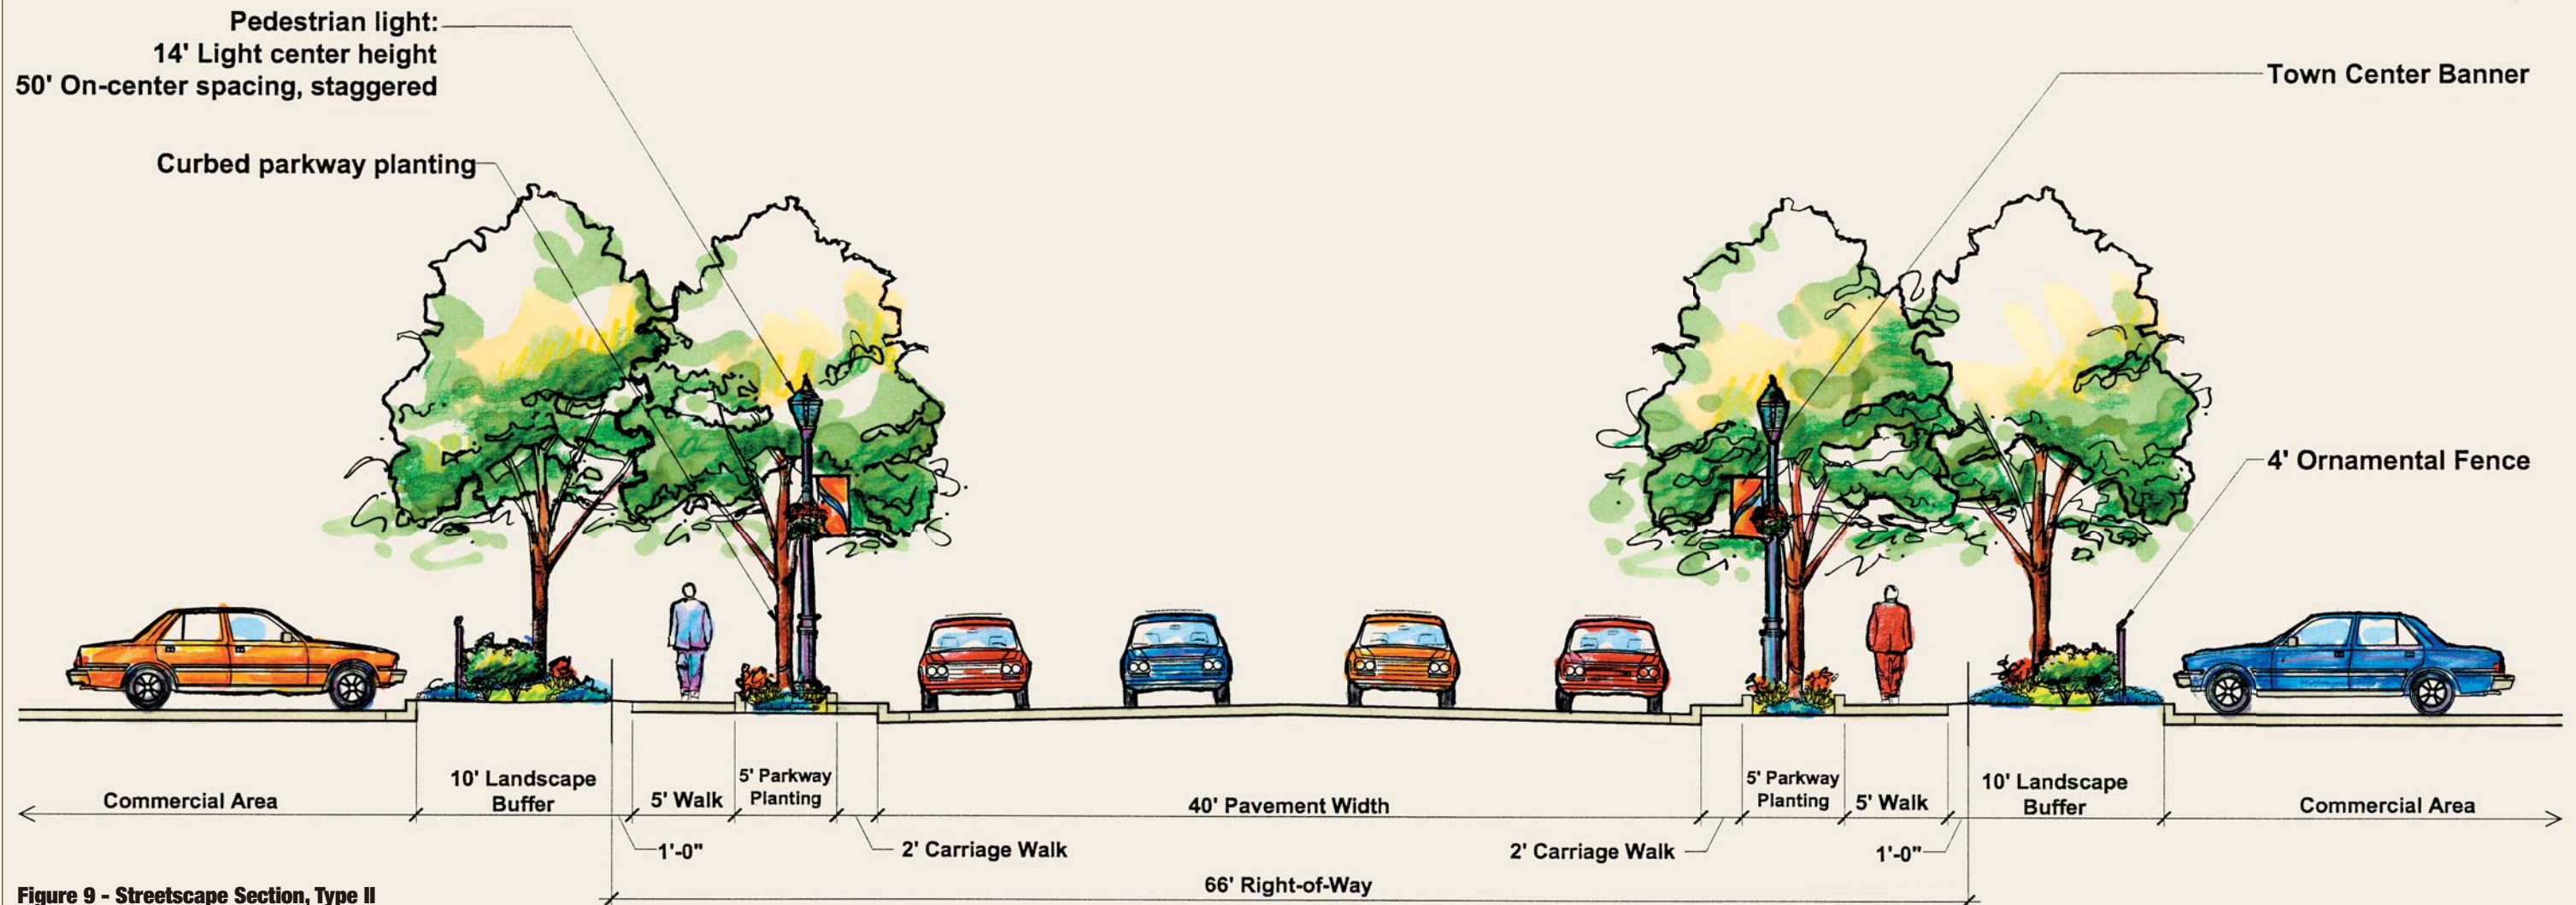 Pedestrian light:
14' Light center height
50' On-center spacing, staggered
Town Center Banner
Curbed parkway planting
4' Ornamental Fence
Commercial Area
10' Landscape
Buffer
5' Walk
5' Parkway
Planting
40' Pavement Width
5' Parkway
Planting
5' Walk
10' Landscape
Buffer
Commercial Area
1'-0"
2' Carriage Walk
2' Carriage Walk
1'-0"
66' Right-of-Way
Figure 9 - Streetscape Section, Type II